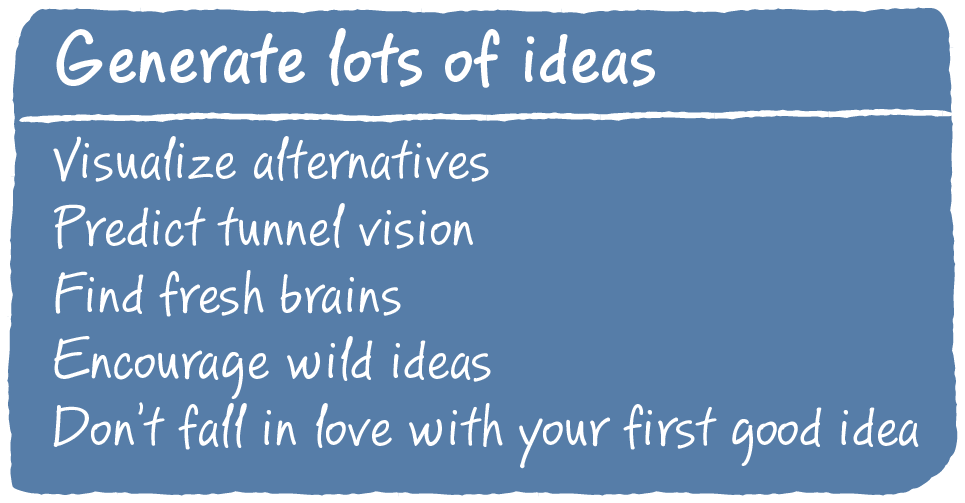 Generate lots of ideas
Visualize alternatives
Predict tunnel vision
Find fresh brains
Encourage wild ideas
Don't fall in love with your first good idea